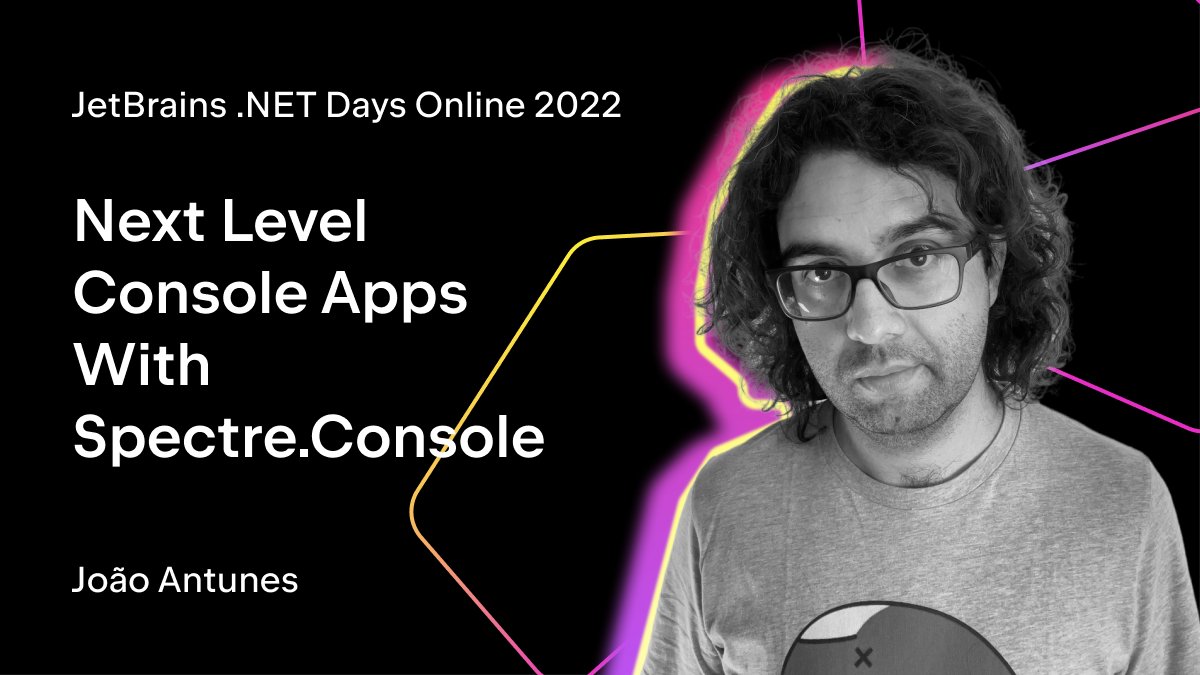 JetBrains .NET Days Online 2022
Next Level
Console Apps
With
Spectre.Console
João Antunes